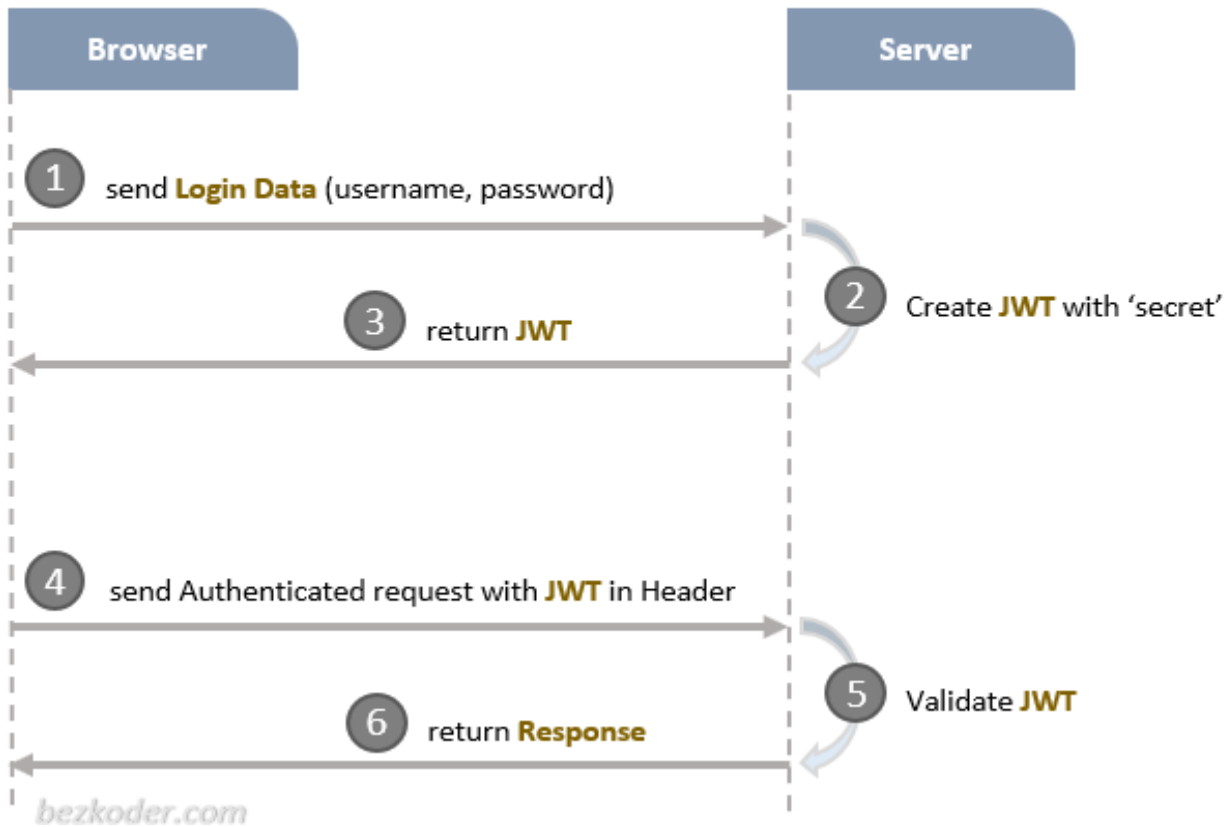 Browser
Server
1
send Login Data (username, password)
2
Create JWT with ‘secret’
3
return JWT
4
send Authenticated request with JWT in Header
5
Validate JWT
6
return Response
bezkoder.com